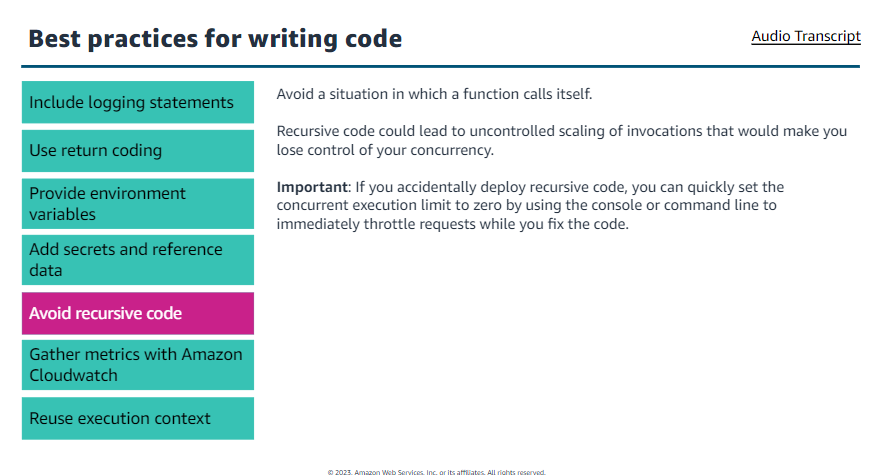 Best practices for writing code
Audio Transcript
Include logging statements
Use return coding
Provide environment
variables
Add secrets and reference
data
Avoid recursive code
Gather metrics with Amazon
Cloudwatch
Reuse execution context
Avoid a situation in which a function calls itself.
Recursive code could lead to uncontrolled scaling of invocations that would make you
lose control of your concurrency.
Important: If you accidentally deploy recursive code, you can quickly set the
concurrent execution limit to zero by using the console or command line to
immediately throttle requests while you fix the code.
© 2023, Amazon Web Services, Inc. or its affiliates. All rights reserved.